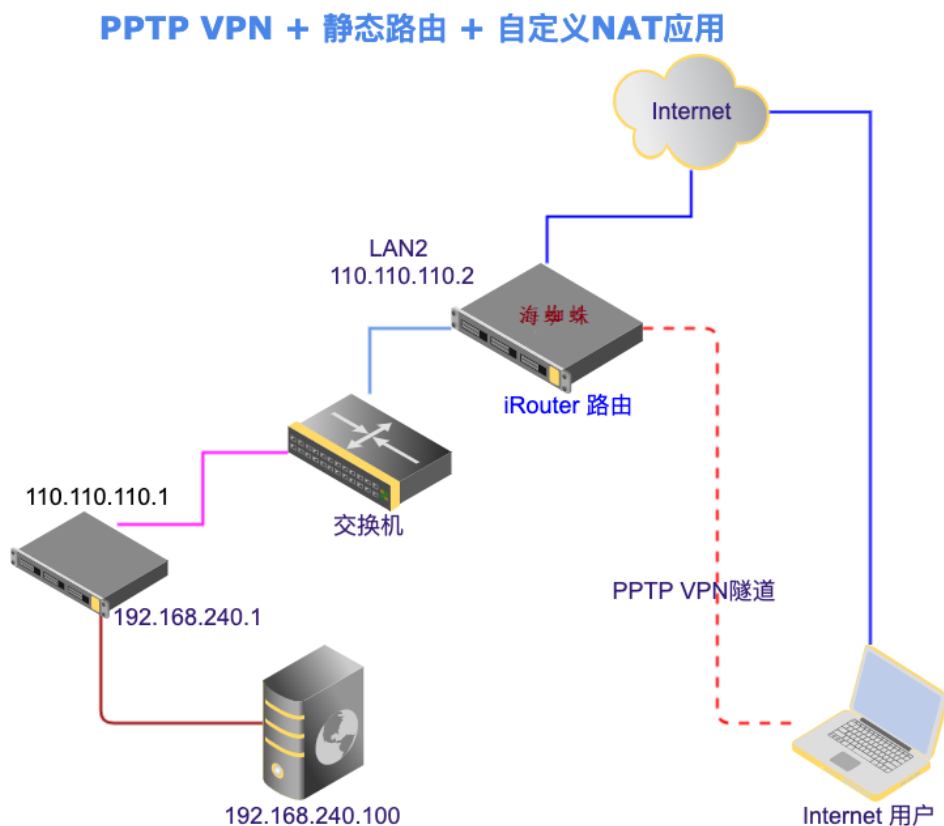 PPTP VPN + 静态路由 + 自定义NAT应用
Internet
LAN2
110.110.110.2
海蜘蛛
iRouter 路由
110.110.110.1
交换机
PPTP VPN隧道
192.168.240.1
192.168.240.100
Internet 用户